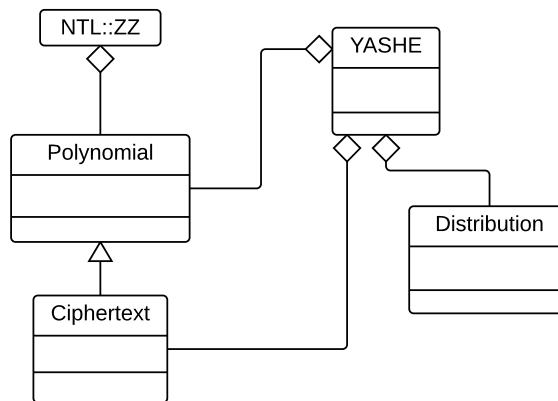 NTL::ZZ
YASHE
Polynomial
Distribution
Ciphertext